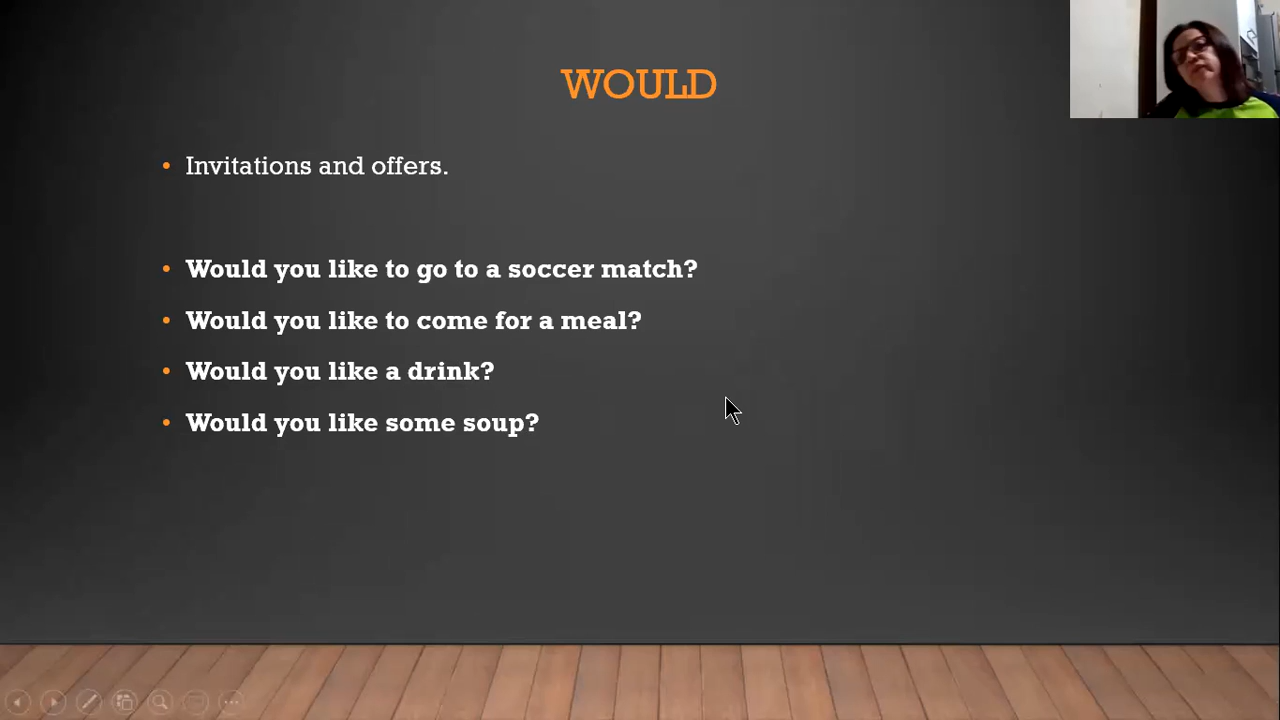 WOULD
Invitations and offers.
Would you like to go to a soccer match?
Would you like to come for a meal?
Would you like a drink?
Would you like some soup?